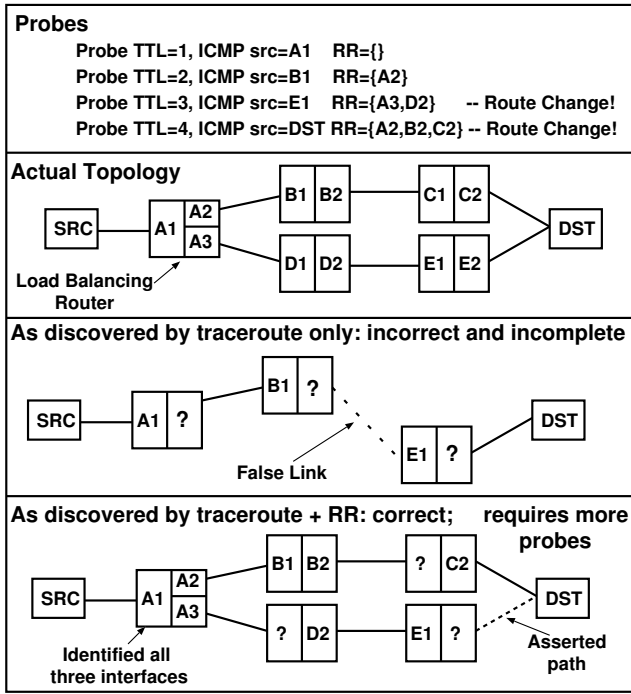 Probes
Probe TTL=1, ICMP src=A1 RR={}
Probe TTL=2, ICMP src=B1 RR={A2}
Probe TTL=3, ICMP src=E1 RR={A3,D2} -- Route Change!
Probe TTL=4, ICMP src=DST RR={A2,B2,C2} -- Route Change!
Actual Topology
SRC
A1
A2
A3
B1
B2
C1
C2
D1
D2
E1
E2
DST
Load Balancing
Router
As discovered by traceroute only: incorrect and incomplete
SRC
A1
?
B1
?
False Link
E1
?
DST
As discovered by traceroute + RR: correct; requires more
probes
SRC
A1
A2
A3
B1
B2
?
C2
?
D2
E1
?
DST
Identified all
three interfaces
Asserted
path